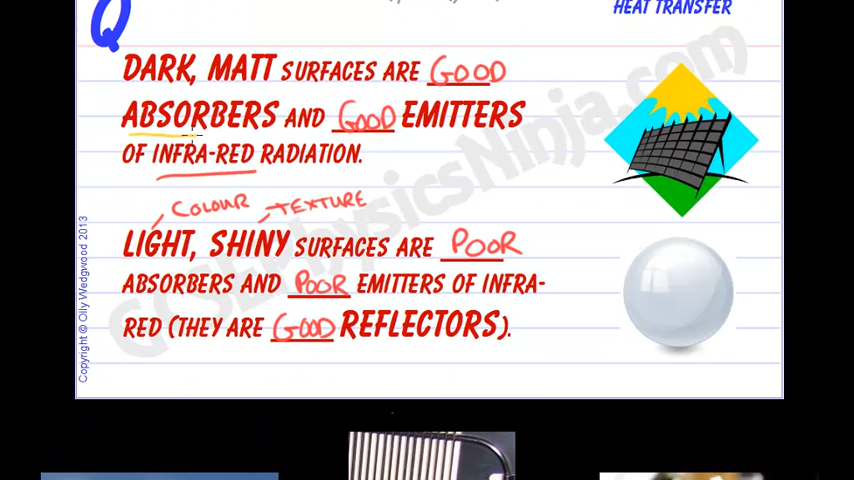 HEAT TRANSFER
Q
DARK, MATT SURFACES ARE GOOD
ABSORBERS AND GOOD EMITTERS
OF INFRA-RED RADIATION.
COLOUR TEXTURE
LIGHT, SHINY SURFACES ARE POOR
ABSORBERS AND POOR EMITTERS OF INFRA-
RED (THEY ARE GOOD REFLECTORS).
Copyright © Olly Wedgwood 2013
GCSEPhysicsNinja.com